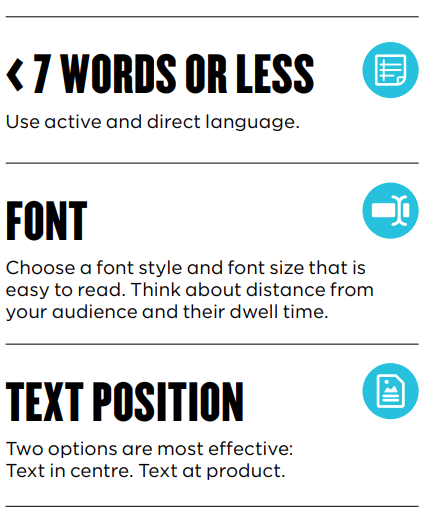 < 7 WORDS OR LESS
Use active and direct language.
FONT
Choose a font style and font size that is
easy to read. Think about distance from
your audience and their dwell time.
TEXT POSITION
Two options are most effective:
Text in centre. Text at product.